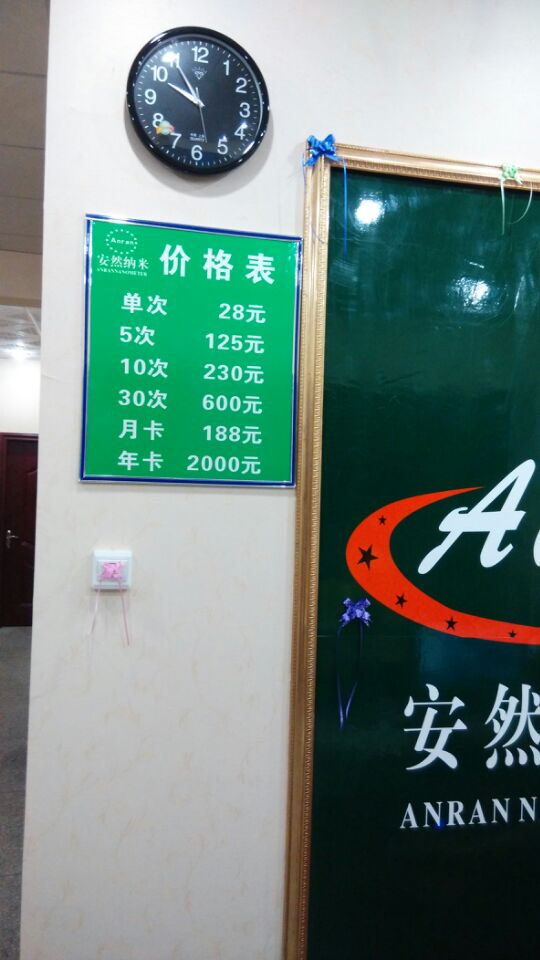 12
1
2
3
4
5
6
7
8
9
10
11
Anran
安然纳米
ANRANNANOMETER
价格表
单次 28元
5次 125元
10次 230元
30次 600元
月卡 188元
年卡 2000元
A
安然
ANRAN N